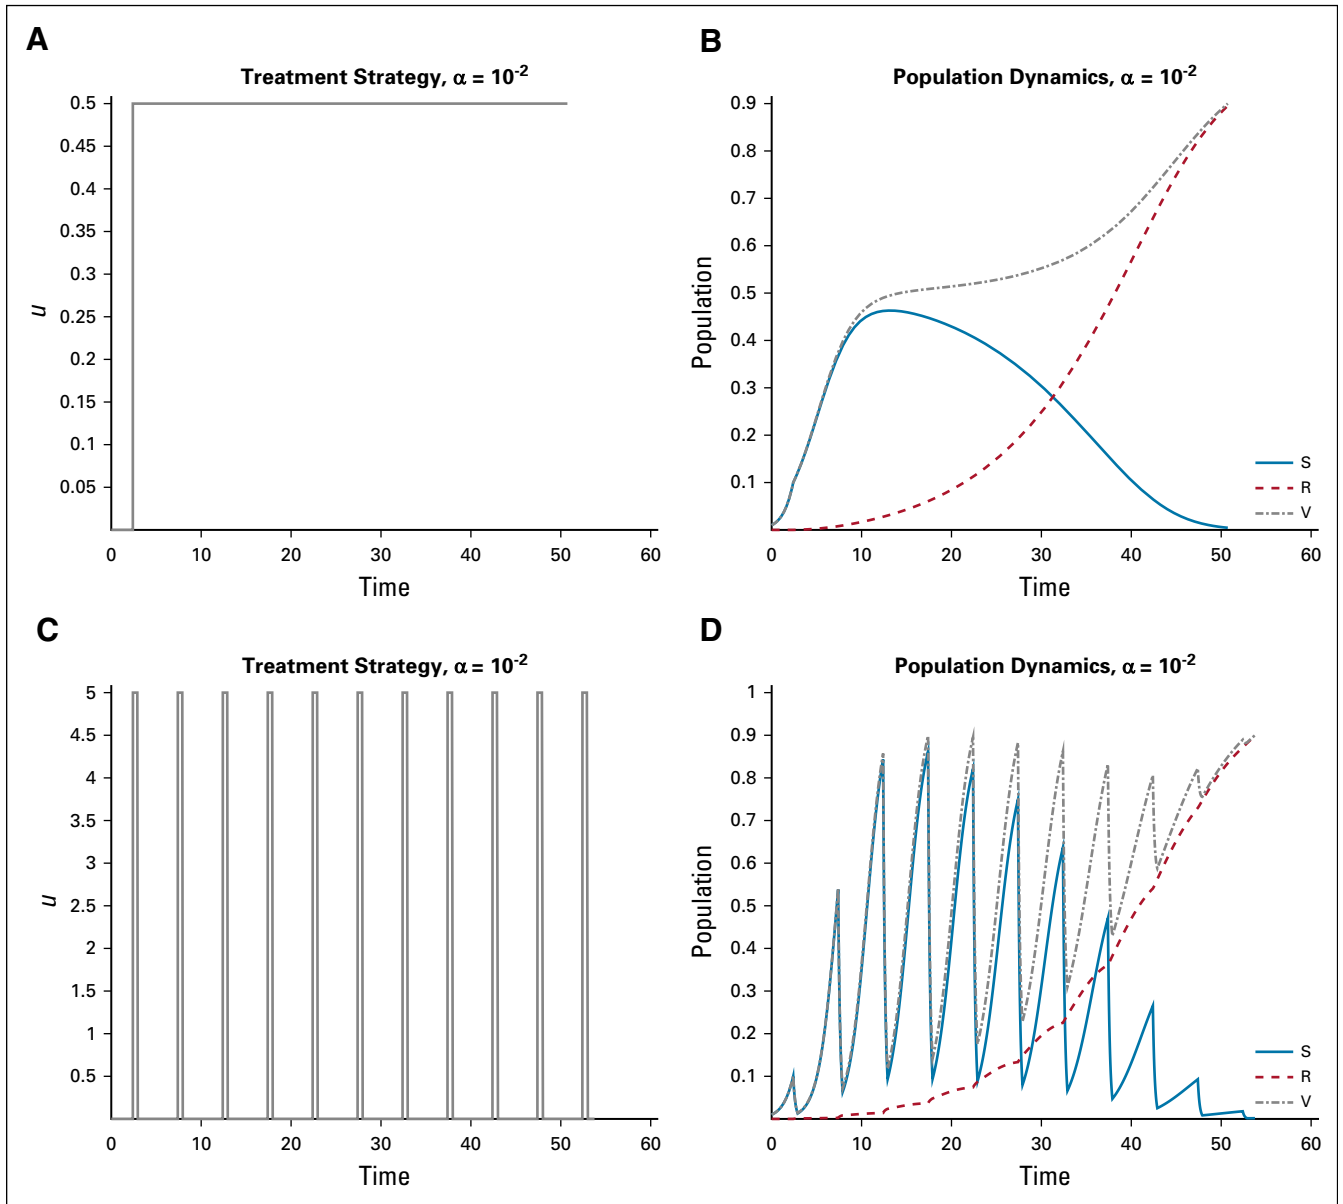 A
Treatment Strategy, α = 10-2
0.5
0.45
0.4
0.35
0.3
0.25
0.2
0.15
0.1
0.05
u
0 10 20 30 40 50 60
Time
B
Population Dynamics, α = 10-2
0.9
0.8
0.7
0.6
0.5
0.4
0.3
0.2
0.1
Population
S
R
V
0 10 20 30 40 50 60
Time
C
Treatment Strategy, α = 10-2
5
4.5
4
3.5
3
2.5
2
1.5
1
0.5
u
0 10 20 30 40 50 60
Time
D
Population Dynamics, α = 10-2
1
0.9
0.8
0.7
0.6
0.5
0.4
0.3
0.2
0.1
Population
S
R
V
0 10 20 30 40 50 60
Time